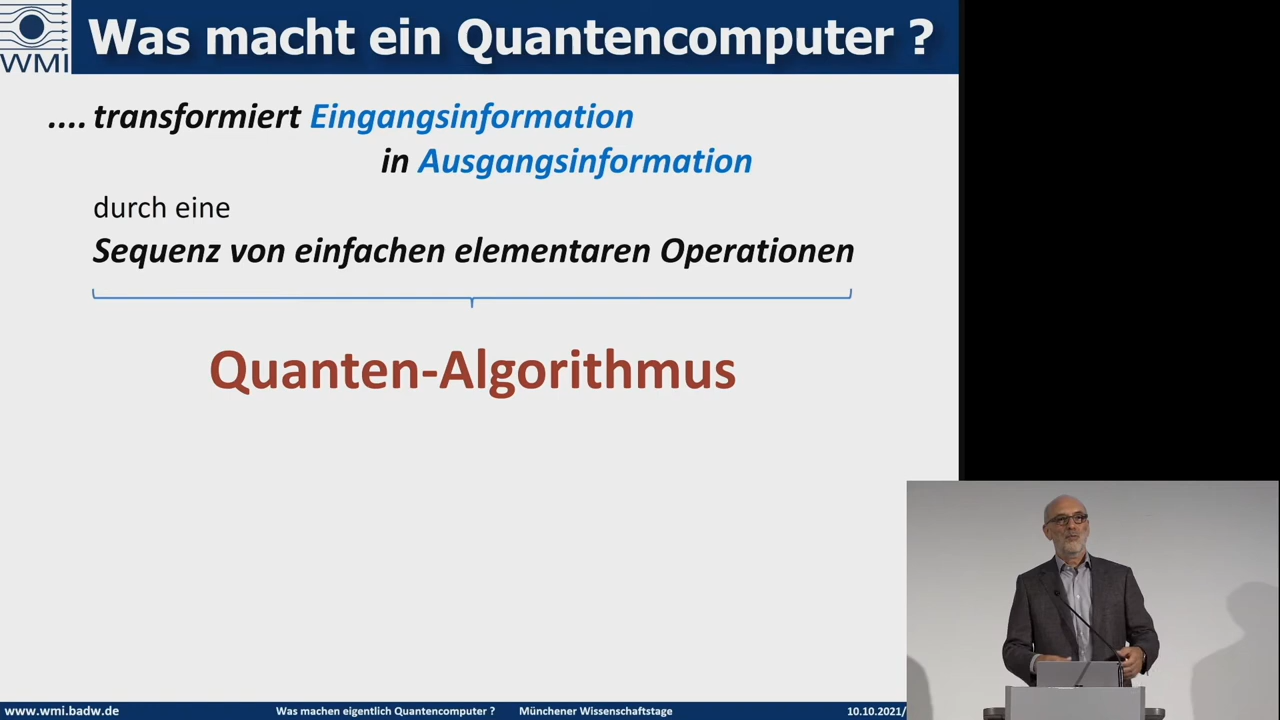 WMI
Was macht ein Quantencomputer ?
.... transformiert Eingangsinformation
in Ausgangsinformation
durch eine
Sequenz von einfachen elementaren Operationen
Quanten-Algorithmus
www.wmi.badw.de
Was machen eigentlich Quantencomputer ?
Münchener Wissenschaftstage
10.10.2021/